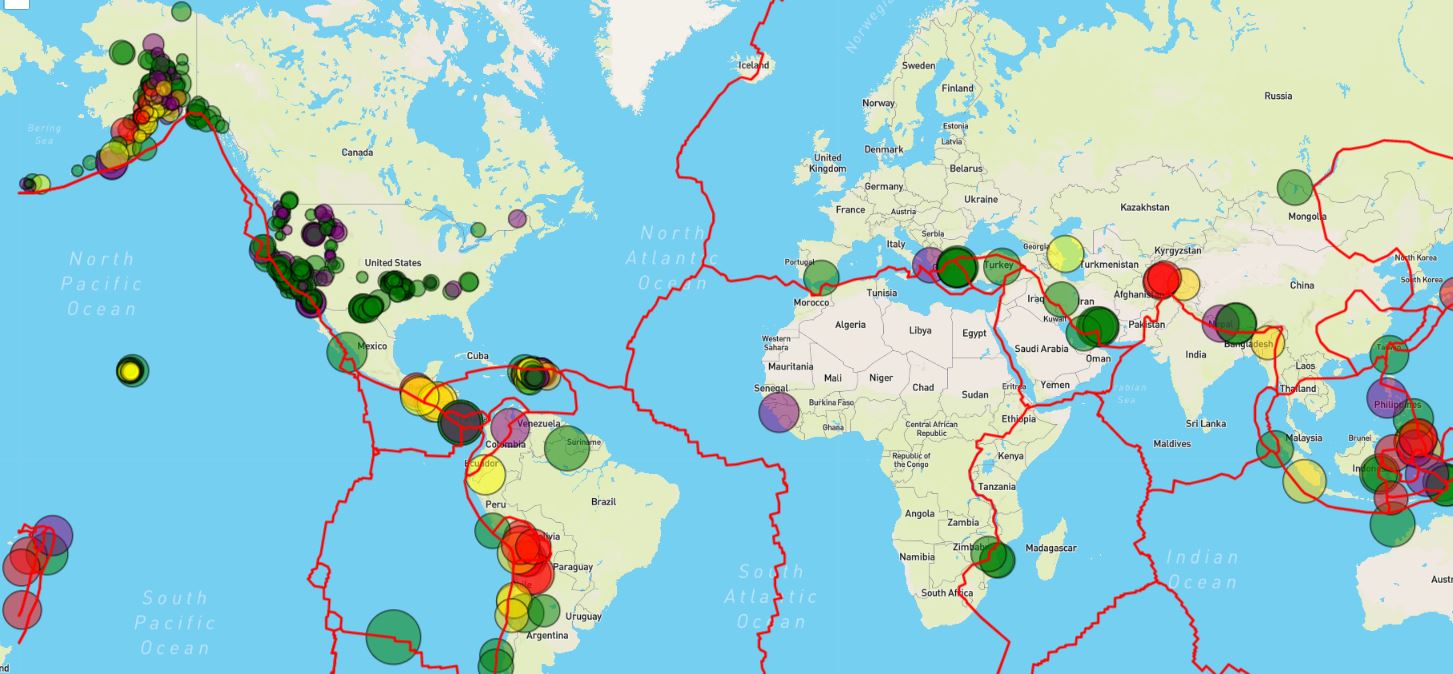 Norwegian
Iceland
Sweden
Finland
Russia
Norway
Estonia
Latvia
Bering
Sea
Canada
Denmark
United
Kingdom
Belarus
Germany
Ukraine
Kazakhstan
France
Austria
Mongolia
North
Atlantic
Ocean
Serbia
Italy
Georgia
Kyrgyzstan
North
Pacific
Ocean
United States
Portugal
Turkey
Turkmenistan
North Korea
South Korea
China
Morocco
Tunisia
Iraq
Iran
Afghanistan
Kuwait
Pakistan
Nepal
Algeria
Libya
Egypt
Mexico
Cuba
Western
Sahara
Saudi Arabia
Oman
India
Bangladesh
Taiwan
Mauritania
Mali
Niger
Chad
Sudan
Eritrea
Yemen
Arabian
Sea
Laos
Thailand
Senegal
Burkina Faso
Ghana
Central African
Republic
Ethiopia
Philippines
Venezuela
Colombia
Suriname
Sri Lanka
Maldives
Malaysia
Brunei
Ecuador
Republic of
the Congo
Kenya
Indonesia
Peru
Brazil
Tanzania
Angola
Zambia
Bolivia
Zimbabwe
Namibia
Madagascar
Indian
Ocean
Paraguay
Chile
South
Atlantic
Ocean
South
Pacific
Ocean
South Africa
Uruguay
Argentina
Aust
nd